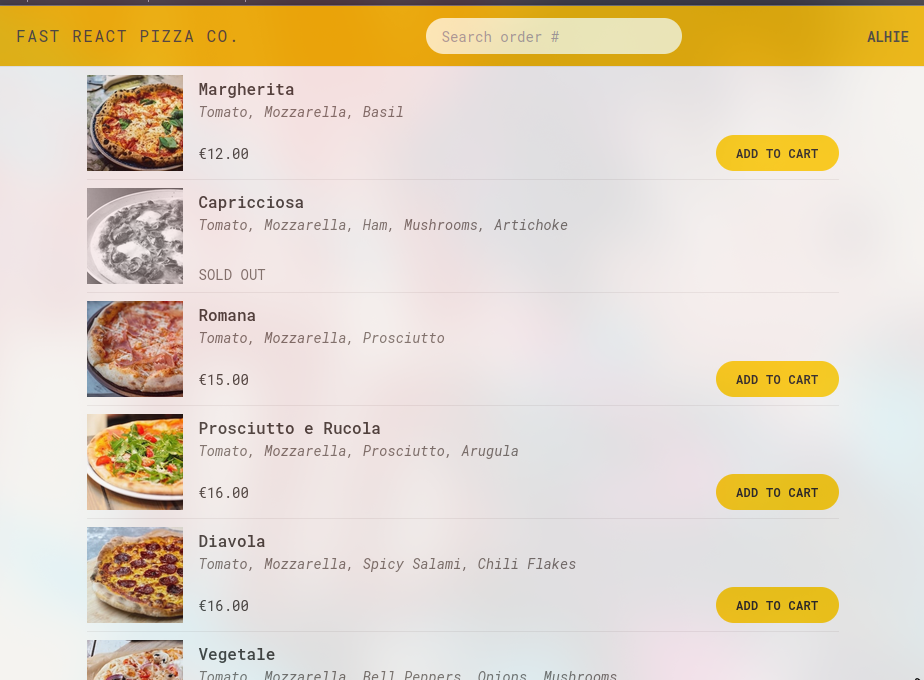 FAST REACT PIZZA CO.
Search order #
ALHIE
Margherita
Tomato, Mozzarella, Basil
€12.00
ADD TO CART
Capricciosa
Tomato, Mozzarella, Ham, Mushrooms, Artichoke
SOLD OUT
Romana
Tomato, Mozzarella, Prosciutto
€15.00
ADD TO CART
Prosciutto e Rucola
Tomato, Mozzarella, Prosciutto, Arugula
€16.00
ADD TO CART
Diavola
Tomato, Mozzarella, Spicy Salami, Chili Flakes
€16.00
ADD TO CART
Vegetale
Tomato, Mozzarella, Bell Peppers, Onions, Mushrooms